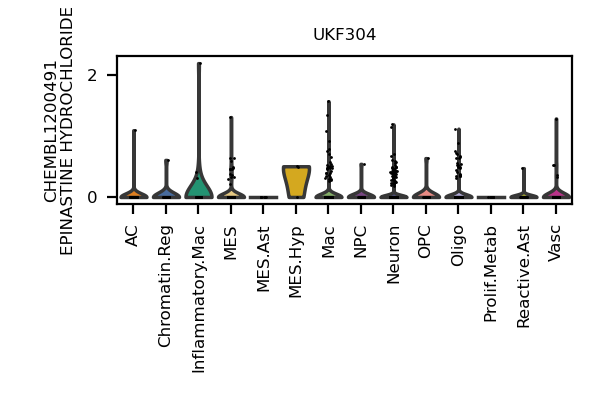 UKF304
CHEMBL1200491
EPINASTINE HYDROCHLORIDE
2
0
AC
Chromatin.Reg
Inflammatory.Mac
MES
MES.Ast
MES.Hyp
Mac
NPC
Neuron
OPC
Oligo
Prolif.Metab
Reactive.Ast
Vasc